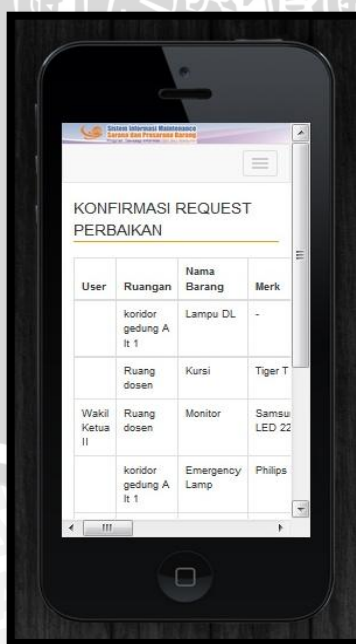 Sistem Informasi Maintenance
Sarana dan Prasarana Barang
KONFIRMASI REQUEST
PERBAIKAN
User Ruangan Nama Barang Merk
koridor gedung A lt 1 Lampu DL -
Ruang dosen Kursi Tiger T
Wakil Ketua II Ruang dosen Monitor Samsu LED 22
koridor gedung A lt 1 Emergency Lamp Philips